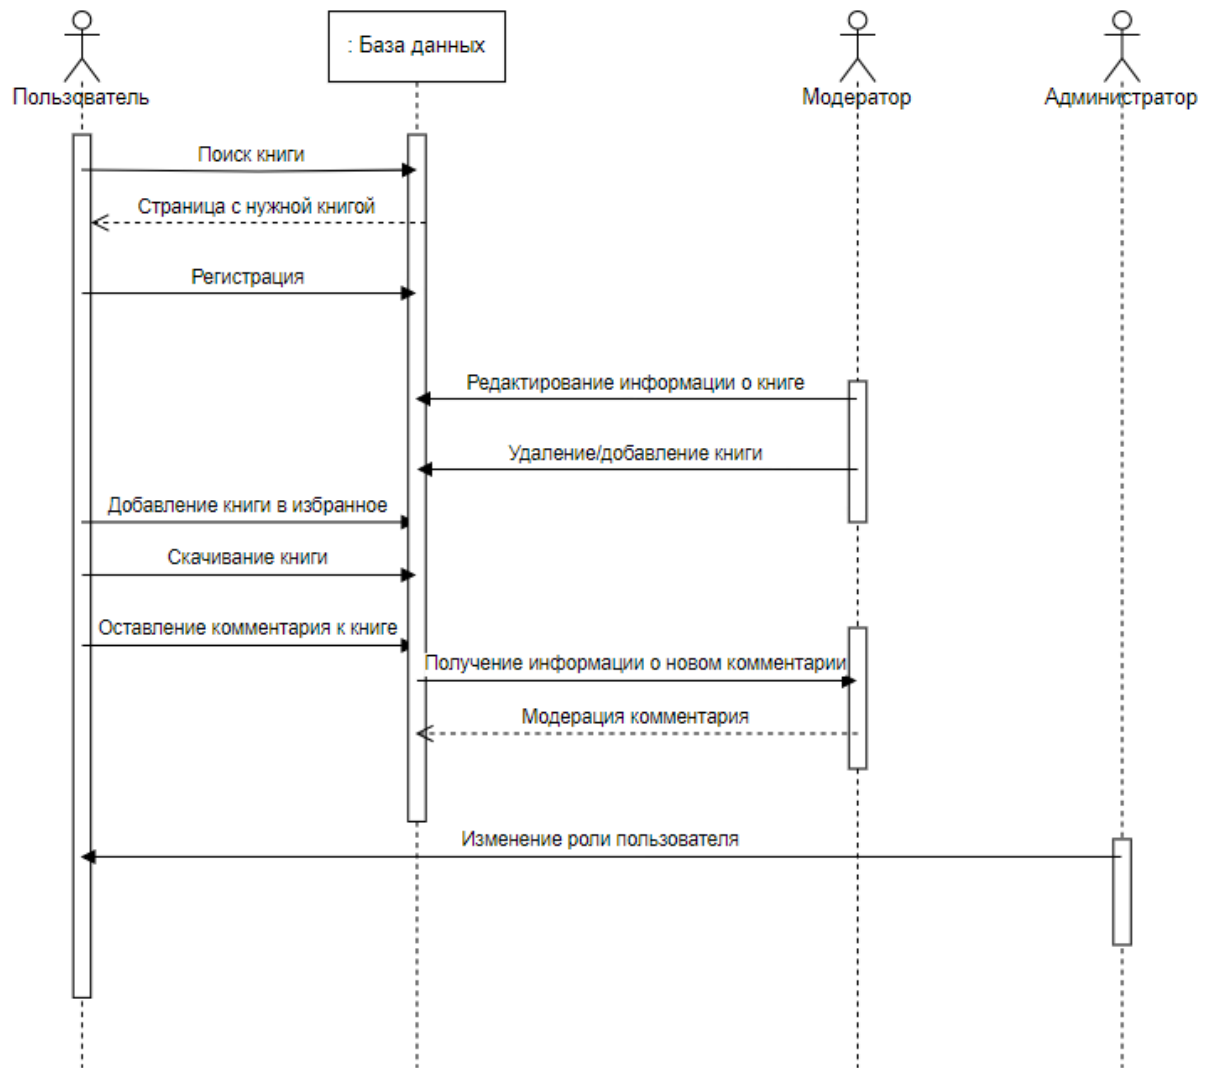 Пользователь
: База данных
Модератор
Администратор
Поиск книги
Страница с нужной книгой
Регистрация
Редактирование информации о книге
Удаление/добавление книги
Добавление книги в избранное
Скачивание книги
Оставление комментария к книге
Получение информации о новом комментарии
Модерация комментария
Изменение роли пользователя